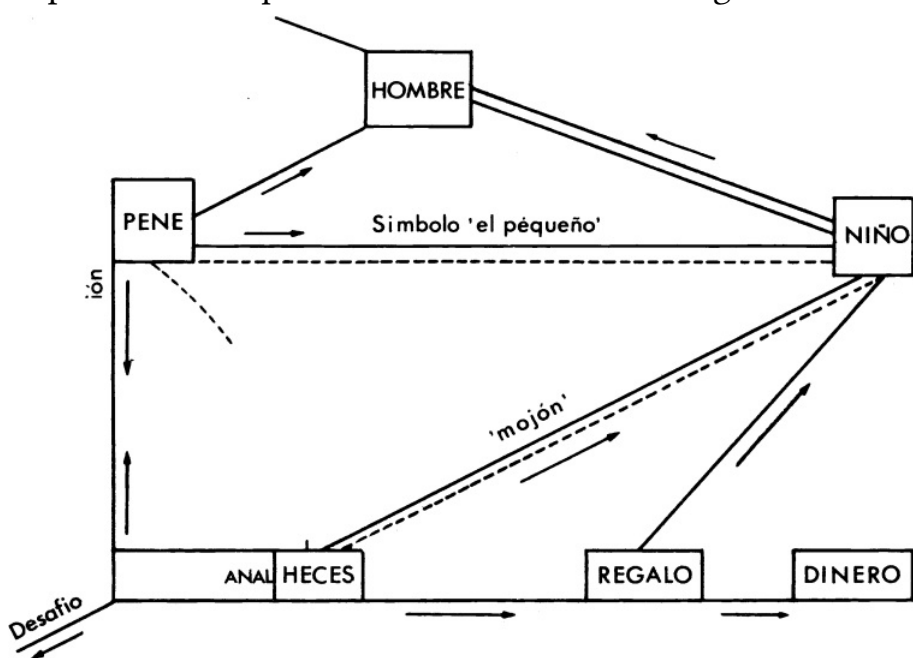 HOMBRE
PENE
Simbolo 'el péqueño'
NIÑO
ión
'mojón'
ANAL
HECES
REGALO
DINERO
Desafio